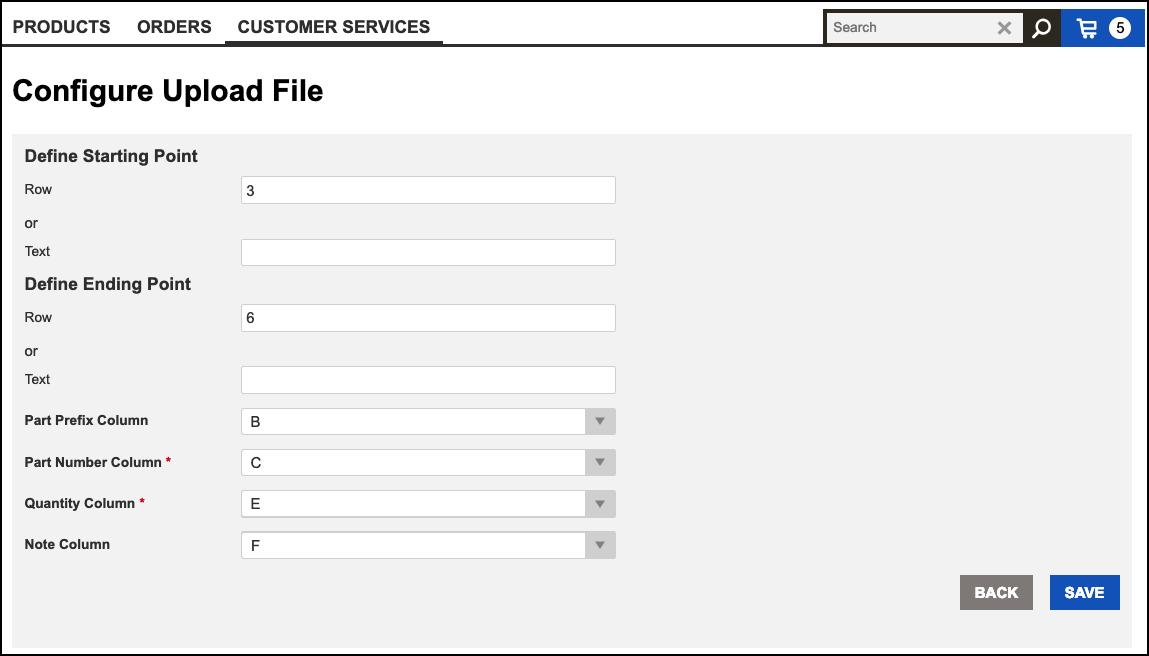 PRODUCTS ORDERS CUSTOMER SERVICES Search 5
Configure Upload File
Define Starting Point
Row 3
or
Text
Define Ending Point
Row 6
or
Text
Part Prefix Column B
Part Number Column * C
Quantity Column * E
Note Column F
BACK SAVE